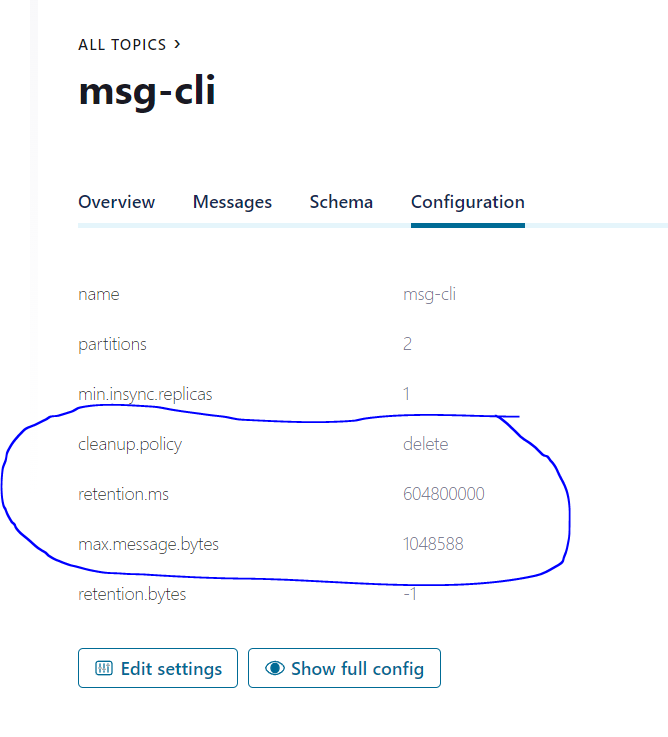 ALL TOPICS >
msg-cli
Overview Messages Schema Configuration
name msg-cli
partitions 2
min.insync.replicas 1
cleanup.policy delete
retention.ms 604800000
max.message.bytes 1048588
retention.bytes -1
Edit settings Show full config